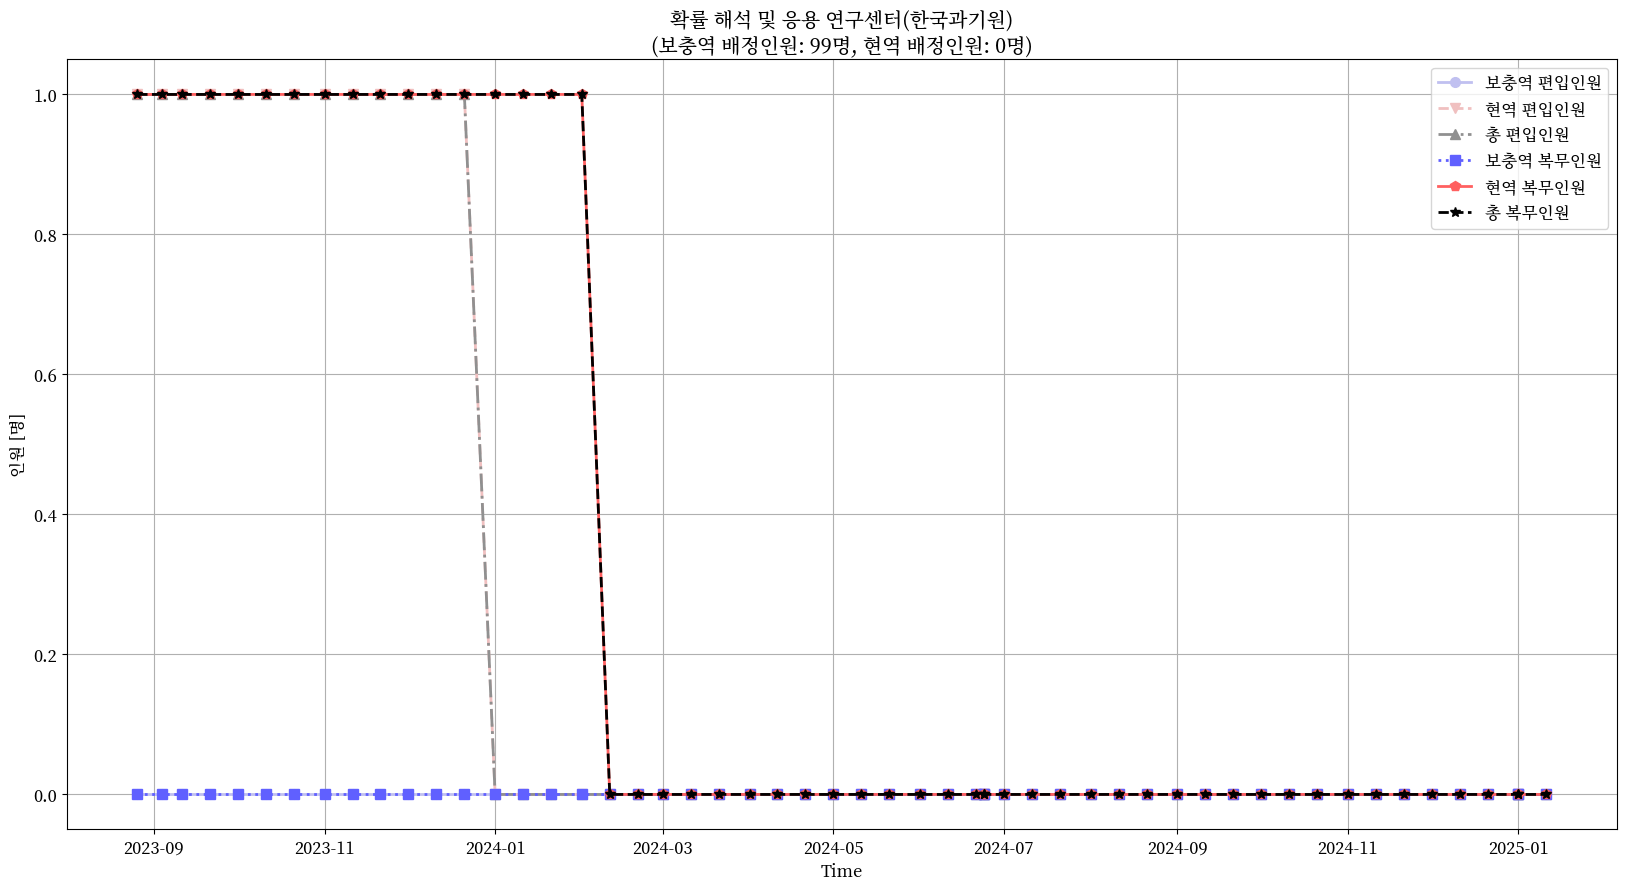 확률 해석 및 응용 연구센터(한국과기원)
(보충역 배정인원: 99명, 현역 배정인원: 0명)
보충역 편입인원
현역 편입인원
총 편입인원
보충역 복무인원
현역 복무인원
총 복무인원
인원 [명]
1.0
0.8
0.6
0.4
0.2
0.0
2023-09
2023-11
2024-01
2024-03
2024-05
2024-07
2024-09
2024-11
2025-01
Time